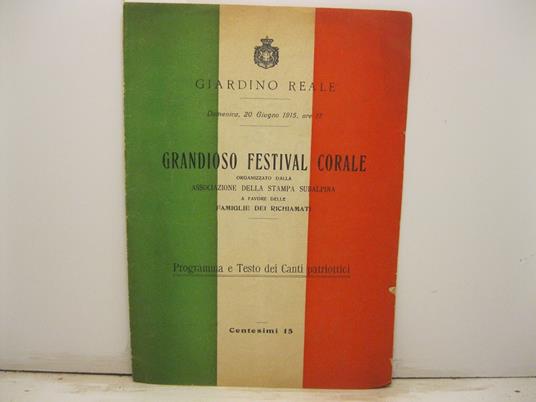 GIARDINO REALE
Domenica, 20 Giugno 1915, ore 17
GRANDIOSO FESTIVAL CORALE
ORGANIZZATO DALLA
ASSOCIAZIONE DELLA STAMPA SUBALPINA
A FAVORE DELLE
FAMIGLIE DEI RICHIAMATI
Programma e Testo dei Canti patriottici
Centesimi 15